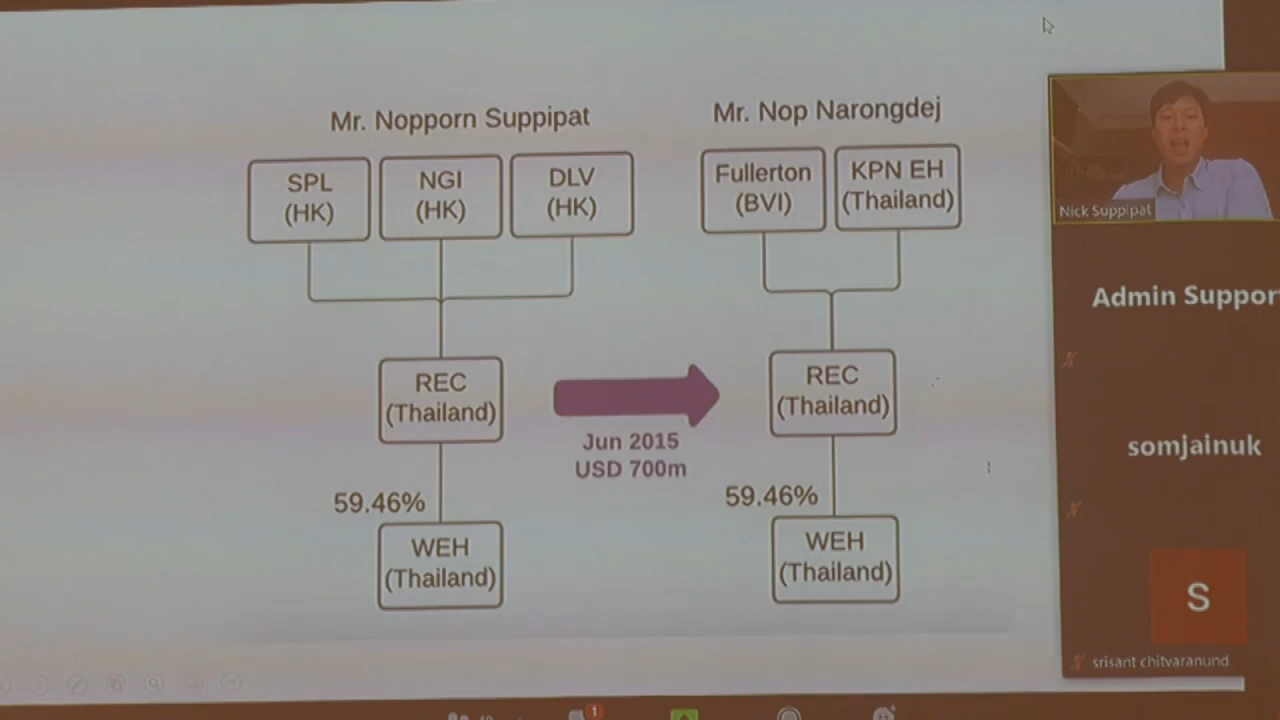 Mr. Nopporn Suppipat
SPL
(HK)
NGI
(HK)
DLV
(HK)
REC
(Thailand)
59.46%
WEH
(Thailand)
Jun 2015
USD 700m
Mr. Nop Narongdej
Fullerton
(BVI)
KPN EH
(Thailand)
REC
(Thailand)
59.46%
WEH
(Thailand)
Nick Suppipat
Admin Suppor
somjainuk
S
srisant chitvaranund
1